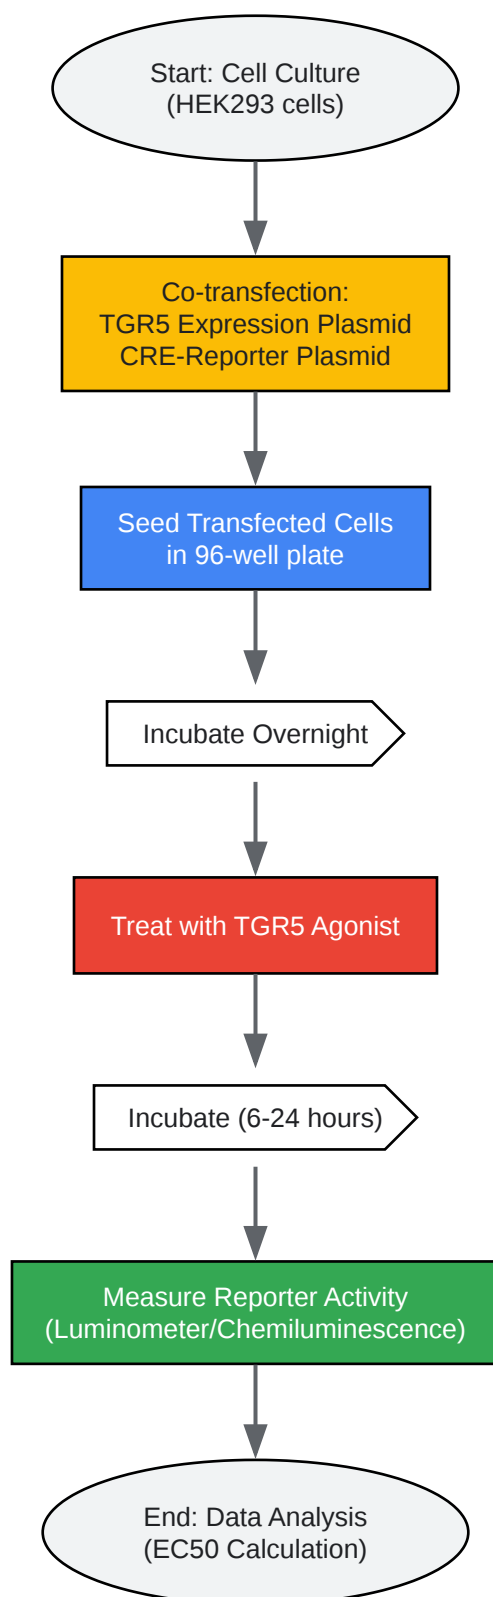 Start: Cell Culture
(HEK293 cells)
Co-transfection:
TGR5 Expression Plasmid
CRE-Reporter Plasmid
Seed Transfected Cells
in 96-well plate
Incubate Overnight
Treat with TGR5 Agonist
Incubate (6-24 hours)
Measure Reporter Activity
(Luminometer/Chemiluminescence)
End: Data Analysis
(EC50 Calculation)